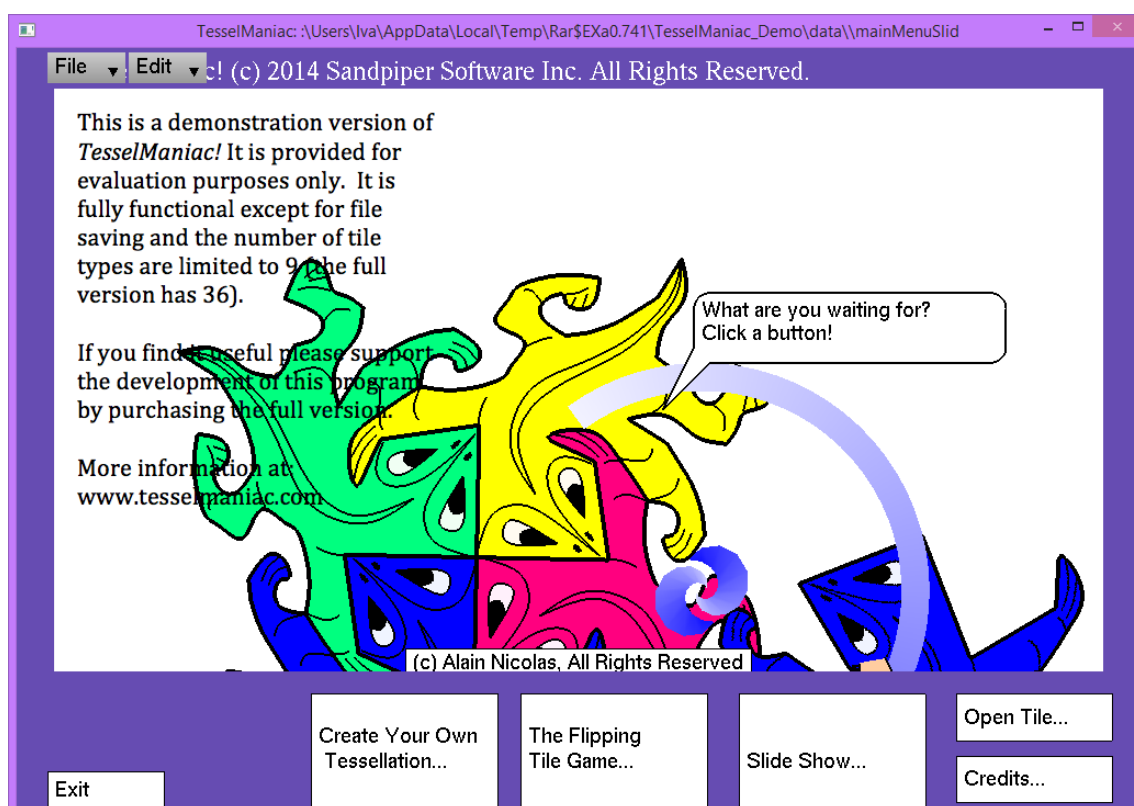 TesselManiac: :\Users\Iva\AppData\Local\Temp\Rar$EXa0.741\TesselManiac_Demo\data\\mainMenuSlid
File Edit c! (c) 2014 Sandpiper Software Inc. All Rights Reserved.
This is a demonstration version of
TesselManiac! It is provided for
evaluation purposes only. It is
fully functional except for file
saving and the number of tile
types are limited to 9 (the full
version has 36).
If you find it useful please support
the development of this program
by purchasing the full version.
More information at:
www.tesselmaniac.com
What are you waiting for?
Click a button!
(c) Alain Nicolas, All Rights Reserved
Create Your Own
Tessellation...
The Flipping
Tile Game...
Slide Show...
Open Tile...
Credits...
Exit